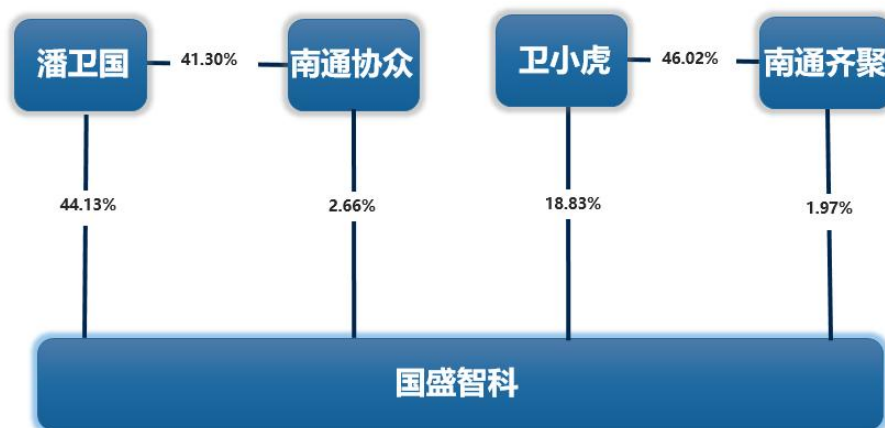 潘卫国
41.30%
南通协众
卫小虎
46.02%
南通齐聚
44.13%
2.66%
18.83%
1.97%
国盛智科